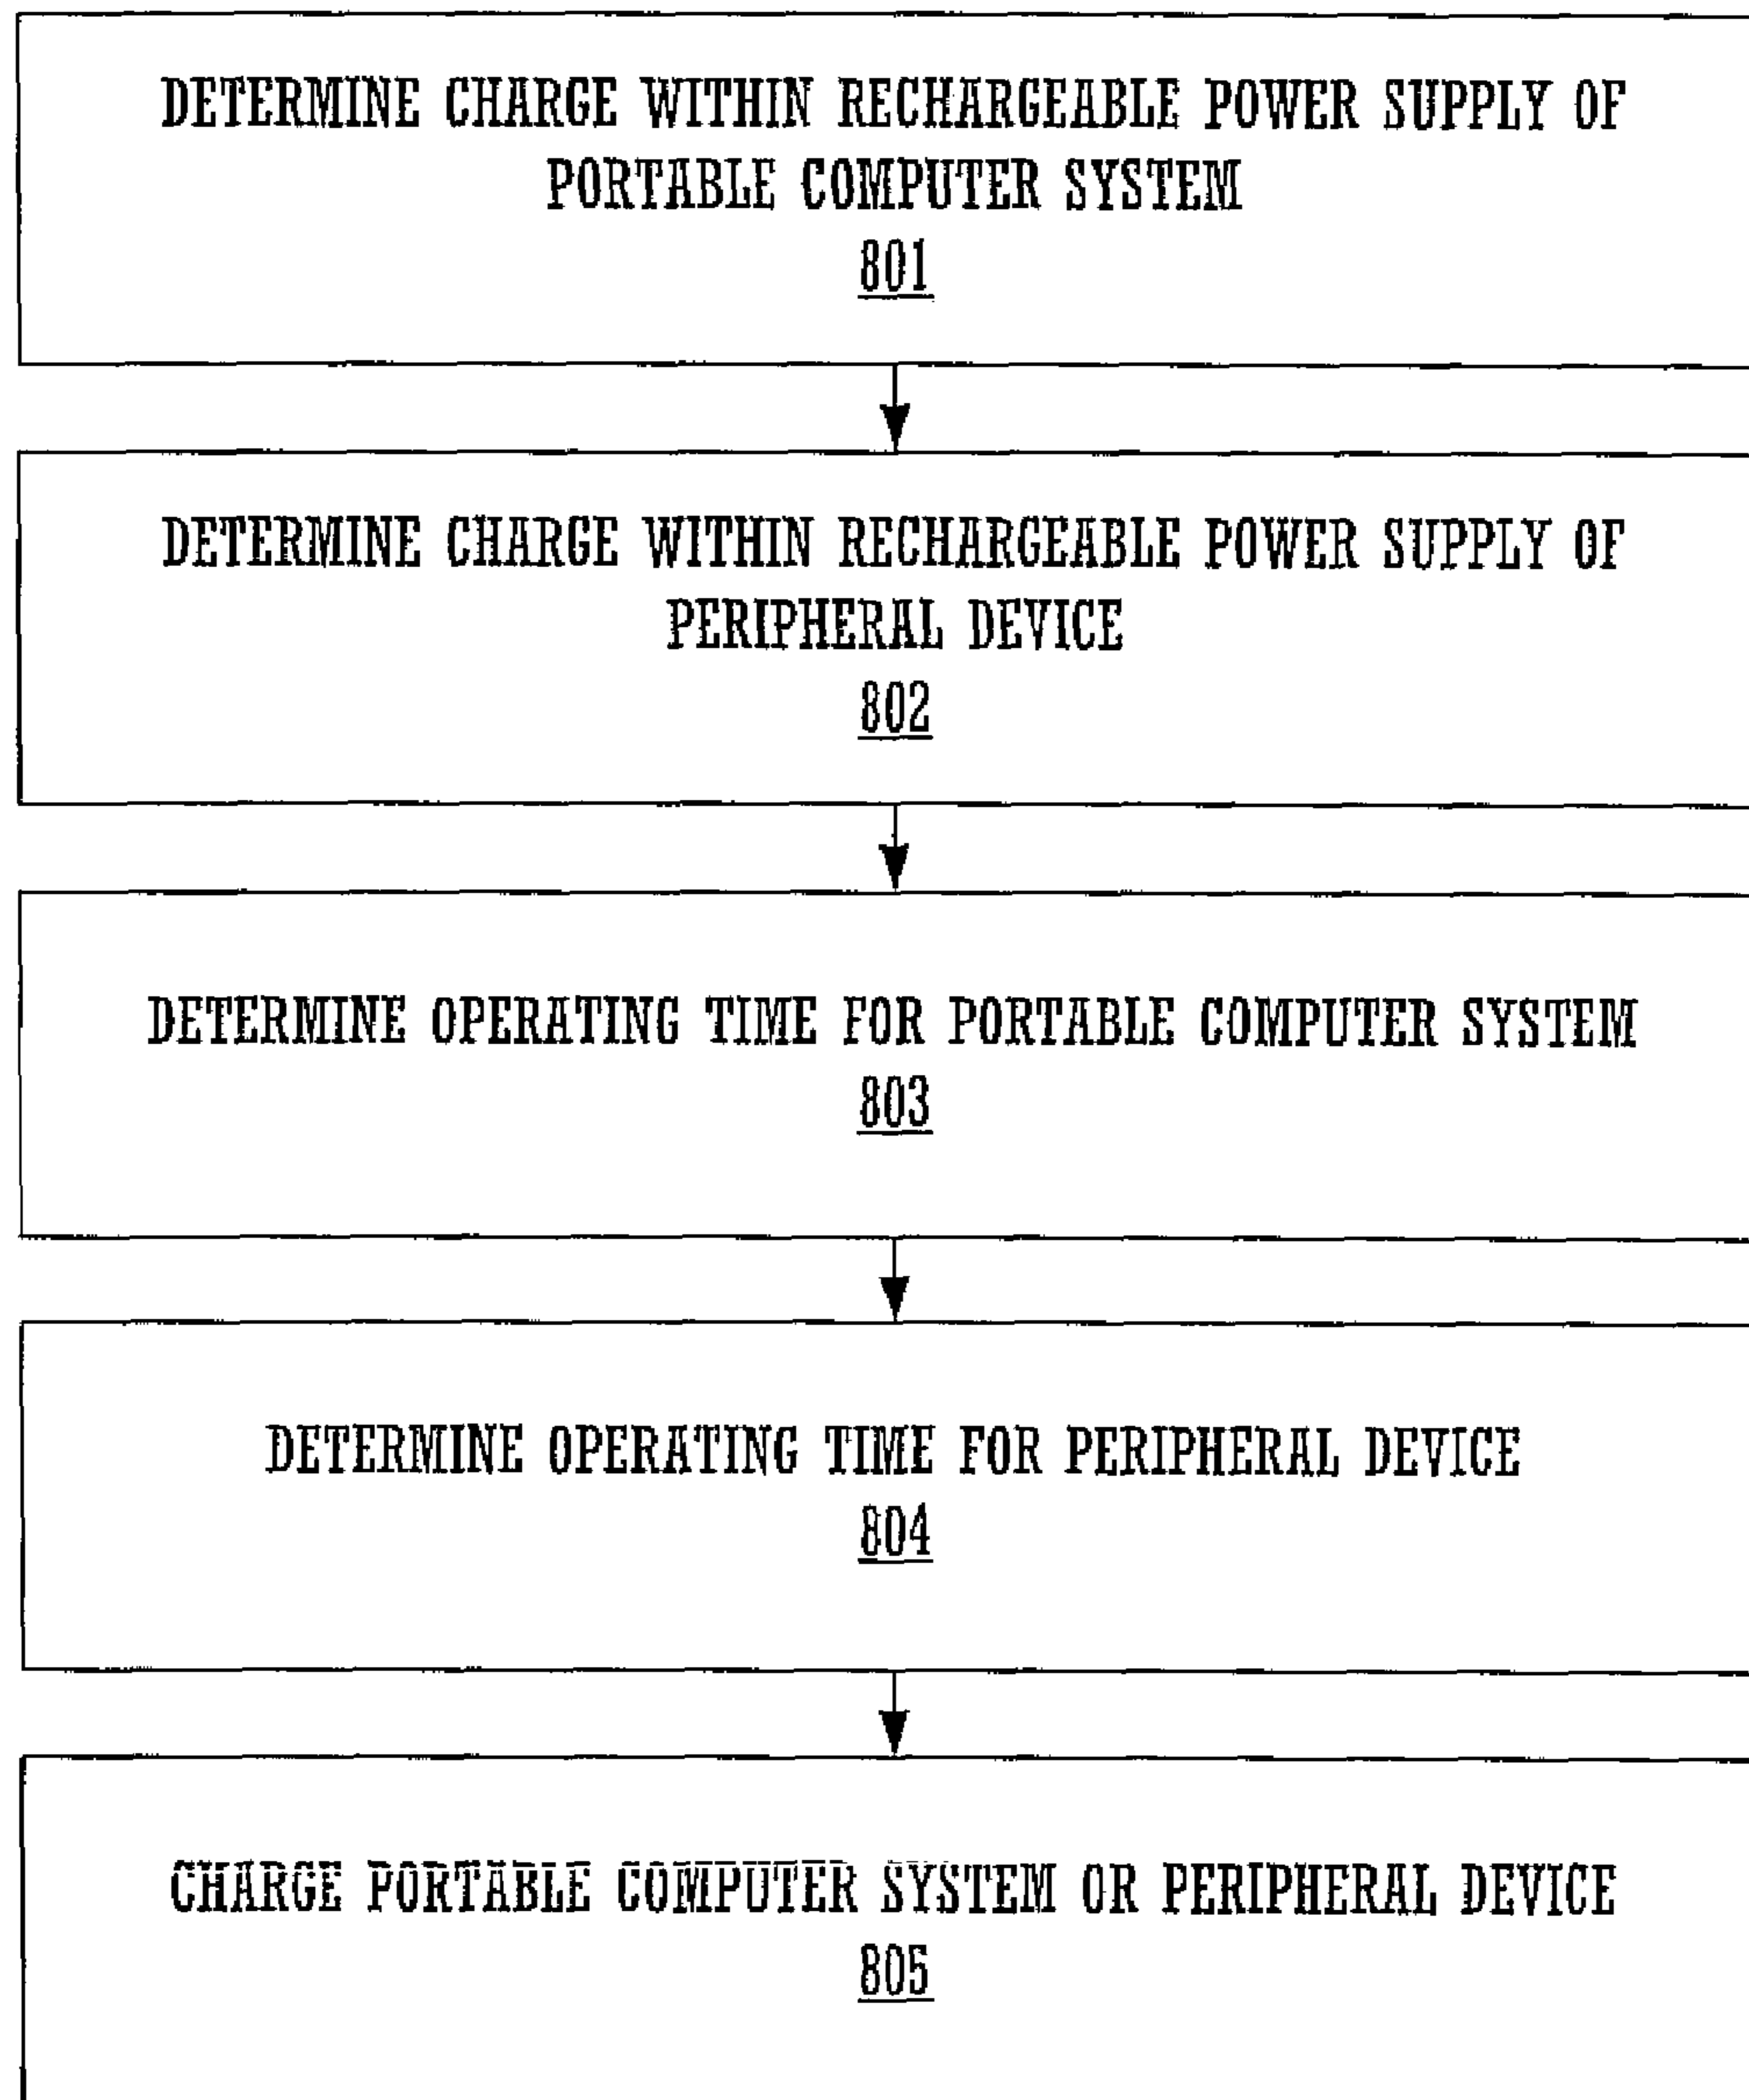 DETERMINE CHARGE WITHIN RECHARGEABLE POWER SUPPLY OF
PORTABLE COMPUTER SYSTEM
801
DETERMINE CHARGE WITHIN RECHARGEABLE POWER SUPPLY OF
PERIPHERAL DEVICE
802
DETERMINE OPERATING TIME FOR PORTABLE COMPUTER SYSTEM
803
DETERMINE OPERATING TIME FOR PERIPHERAL DEVICE
804
CHARGE PORTABLE COMPUTER SYSTEM OR PERIPHERAL DEVICE
805